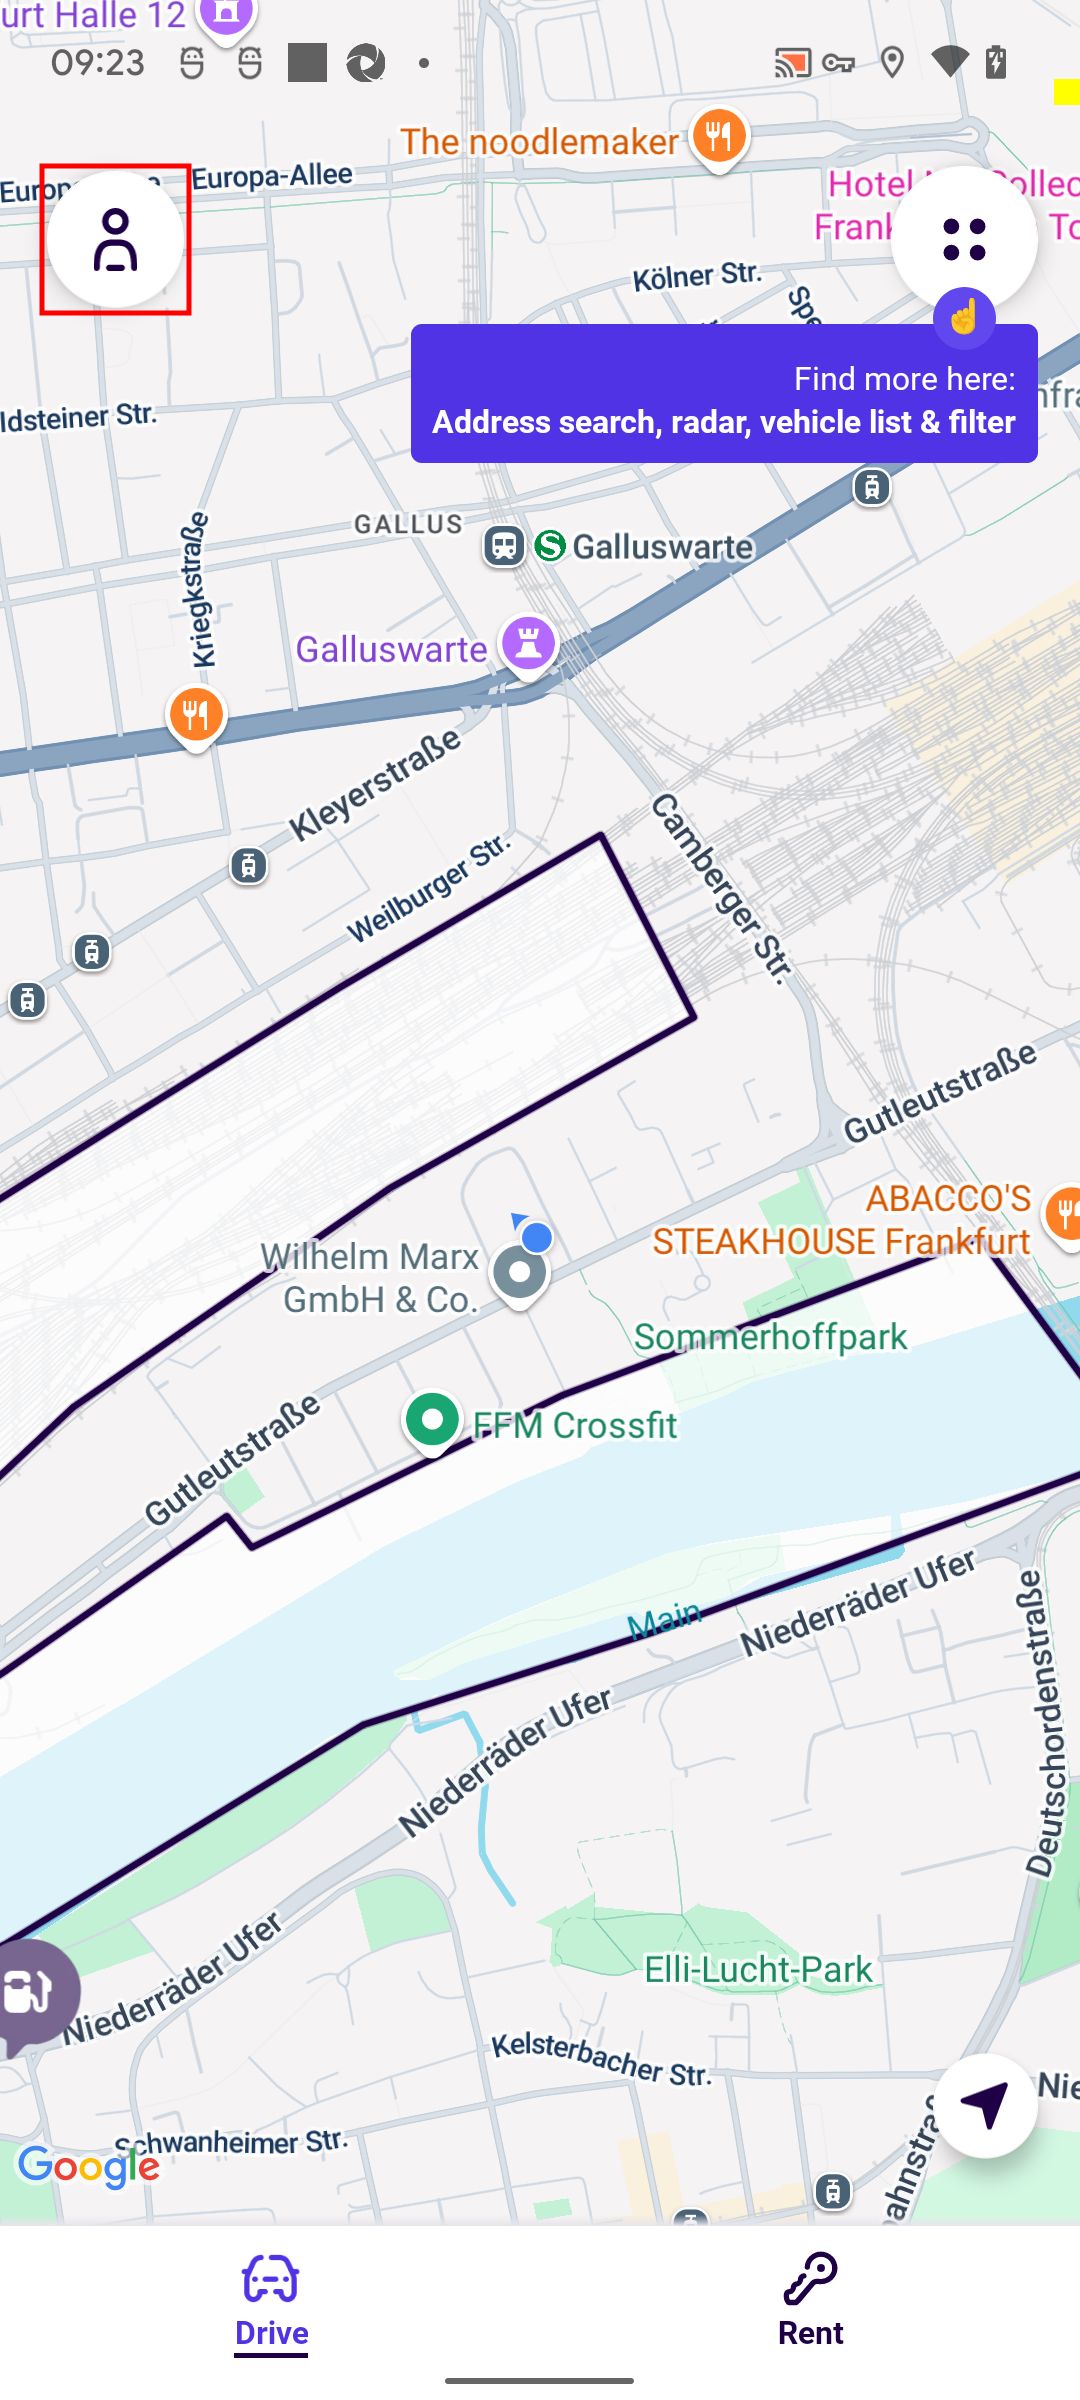 urt Halle 12
09:23
The noodlemaker
Europa-Allee
Kölner Str.
Find more here:
Address search, radar, vehicle list & filter
Idsteiner Str.
GALLUS
S Galluswarte
Kriegkstraße
Galluswarte
Kleyerstraße
Weilburger Str.
Camberger Str.
Gutleutstraße
ABACCO'S
STEAKHOUSE Frankfurt
Wilhelm Marx
GmbH & Co.
Sommerhoffpark
FFM Crossfit
Gutleutstraße
Main
Niederräder Ufer
Deutschordenstraße
Niederräder Ufer
Niederräder Ufer
Elli-Lucht-Park
Kelsterbacher Str.
Schwanheimer Str.
Google
Drive
Rent